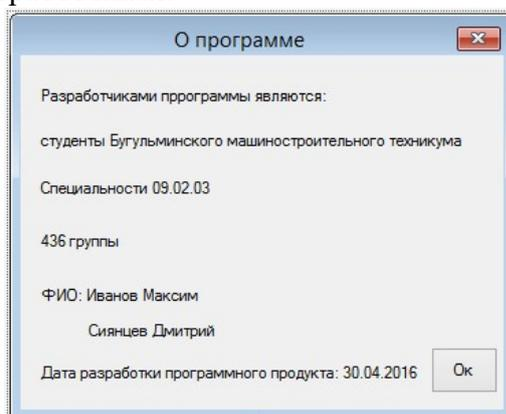 О программе
Разработчиками пррограммы являются:
студенты Бугульминского машиностроительного техникума
Специальности 09.02.03
436 группы
ФИО: Иванов Максим
Сиянцев Дмитрий
Дата разработки программного продукта: 30.04.2016
Ок